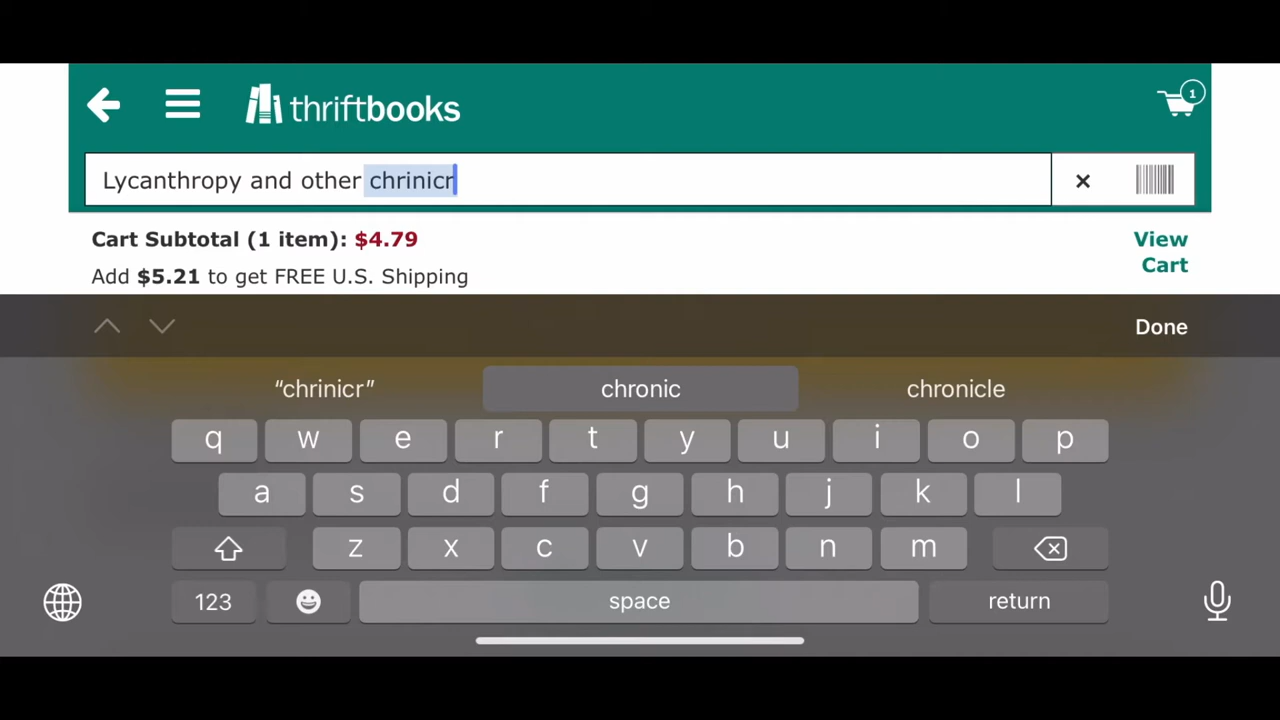 1
thriftbooks
Lycanthropy and other chrinicr ×
Cart Subtotal (1 item): $4.79 View
Add $5.21 to get FREE U.S. Shipping Cart
Done
“chrinicr” chronic chronicle
q w e r t y u i o p
a s d f g h j k l
z x c v b n m
123 space return